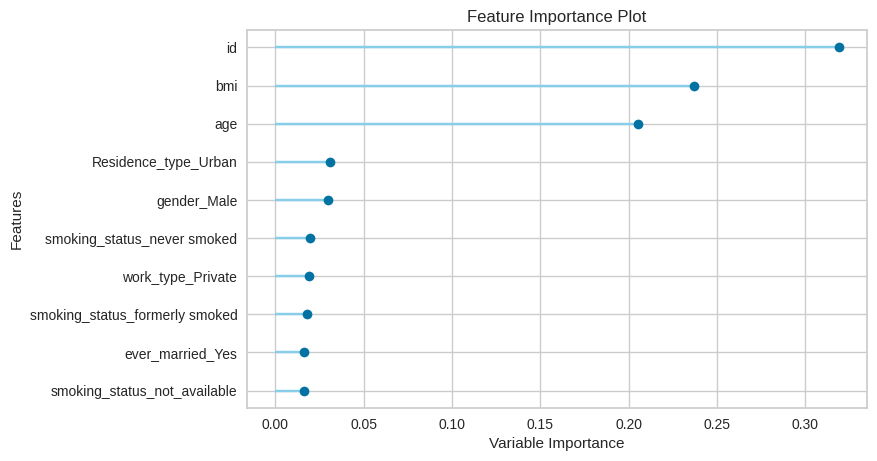 Feature Importance Plot
id
bmi
age
Residence_type_Urban
gender_Male
smoking_status_never smoked
work_type_Private
smoking_status_formerly smoked
ever_married_Yes
smoking_status_not_available
Features
0.00 0.05 0.10 0.15 0.20 0.25 0.30
Variable Importance